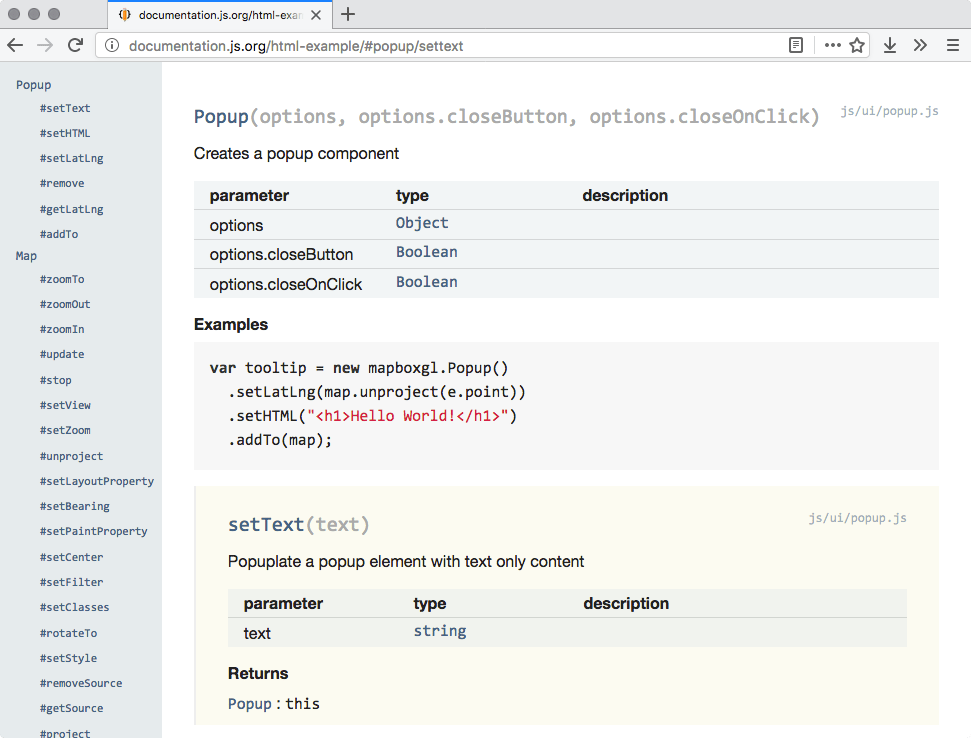 documentation.js.org/html-exam
documentation.js.org/html-example/#popup/settext
Popup
#setText
#setHTML
#setLatLng
#remove
#getLatLng
#addTo
Map
#zoomTo
#zoomOut
#zoomIn
#update
#stop
#setView
#setZoom
#unproject
#setLayoutProperty
#setBearing
#setPaintProperty
#setCenter
#setFilter
#setClasses
#rotateTo
#setStyle
#removeSource
#getSource
#project
Popup(options, options.closeButton, options.closeOnClick) js/ui/popup.js
Creates a popup component
parameter type description
options Object
options.closeButton Boolean
options.closeOnClick Boolean
Examples
var tooltip = new mapboxgl.Popup()
.setLatLng(map.unproject(e.point))
.setHTML("<h1>Hello World!</h1>")
.addTo(map);
setText(text) js/ui/popup.js
Popuplate a popup element with text only content
parameter type description
text string
Returns
Popup : this